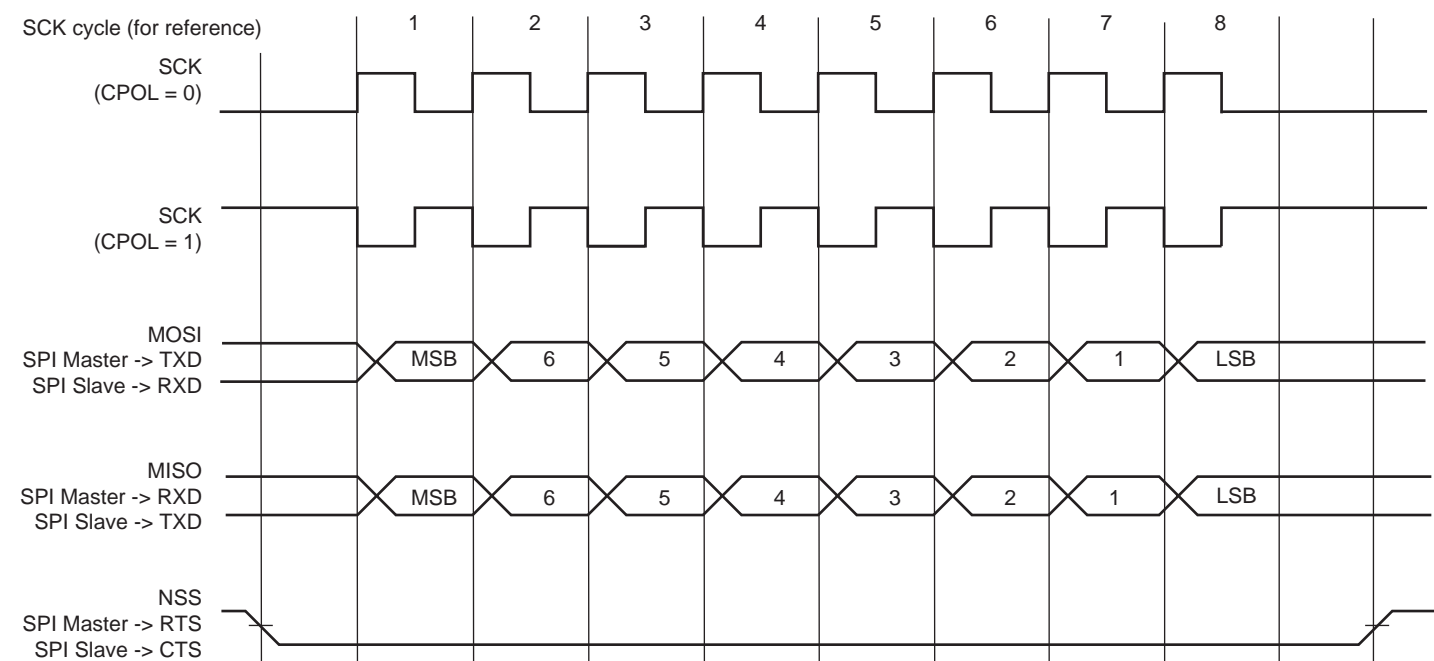 SCK cycle (for reference) 1 2 3 4 5 6 7 8
SCK
(CPOL = 0)
SCK
(CPOL = 1)
MOSI
SPI Master -> TXD
SPI Slave -> RXD
MSB 6 5 4 3 2 1 LSB
MISO
SPI Master -> RXD
SPI Slave -> TXD
MSB 6 5 4 3 2 1 LSB
NSS
SPI Master -> RTS
SPI Slave -> CTS